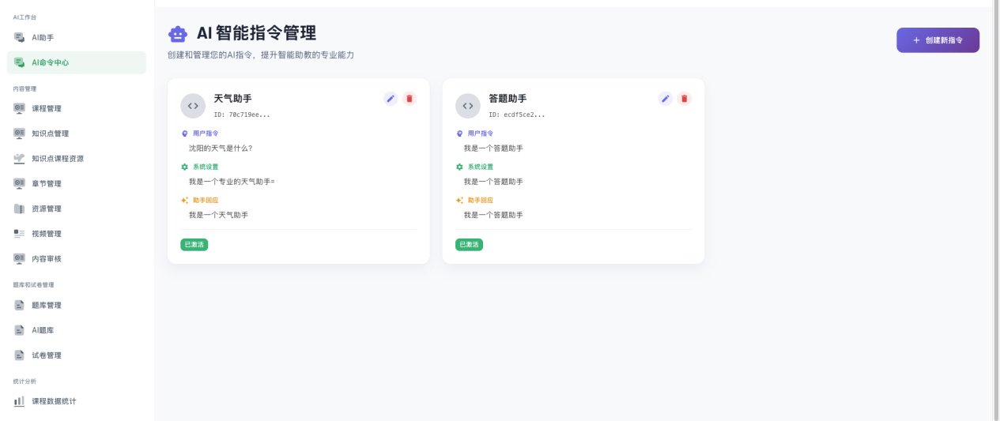 AI工作台
AI助手
AI命令中心
内容管理
课程管理
知识点管理
知识点课程资源
章节管理
资源管理
视频管理
内容审核
题库和试卷管理
题库管理
AI题库
试卷管理
统计分析
课程数据统计
AI 智能指令管理
创建和管理您的AI指令，提升智能助教的专业能力
+ 创建新指令
天气助手
ID: 70c719ee...
用户指令
沈阳的天气是什么?
系统设置
我是一个专业的天气助手=
助手回应
我是一个天气助手
已激活
答题助手
ID: ecdf5ce2...
用户指令
我是一个答题助手
系统设置
我是一个答题助手
助手回应
我是一个答题助手
已激活